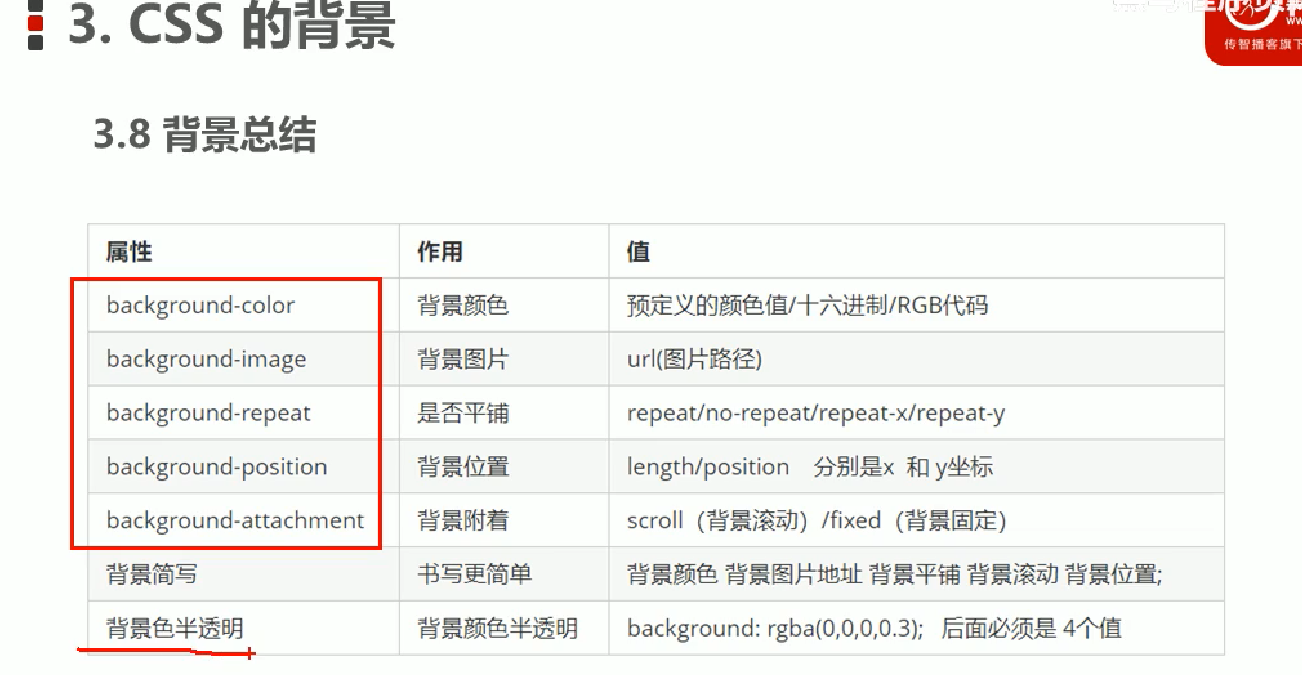 3. CSS 的背景
传智播客旗下
3.8 背景总结
属性 作用 值
background-color 背景颜色 预定义的颜色值/十六进制/RGB代码
background-image 背景图片 url(图片路径)
background-repeat 是否平铺 repeat/no-repeat/repeat-x/repeat-y
background-position 背景位置 length/position 分别是x 和 y坐标
background-attachment 背景附着 scroll（背景滚动）/fixed（背景固定）
背景简写 书写更简单 背景颜色 背景图片地址 背景平铺 背景滚动 背景位置;
背景色半透明 背景颜色半透明 background: rgba(0,0,0,0.3); 后面必须是 4个值